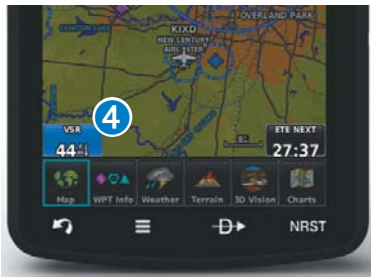 OVERLAND PARK
KIXD
NEW CENTURY
AIRCENTER
4
VSR
44
ETE NEXT
27:37
Map
WPT Info
Weather
Terrain
3D Vision
Charts
D
NRST